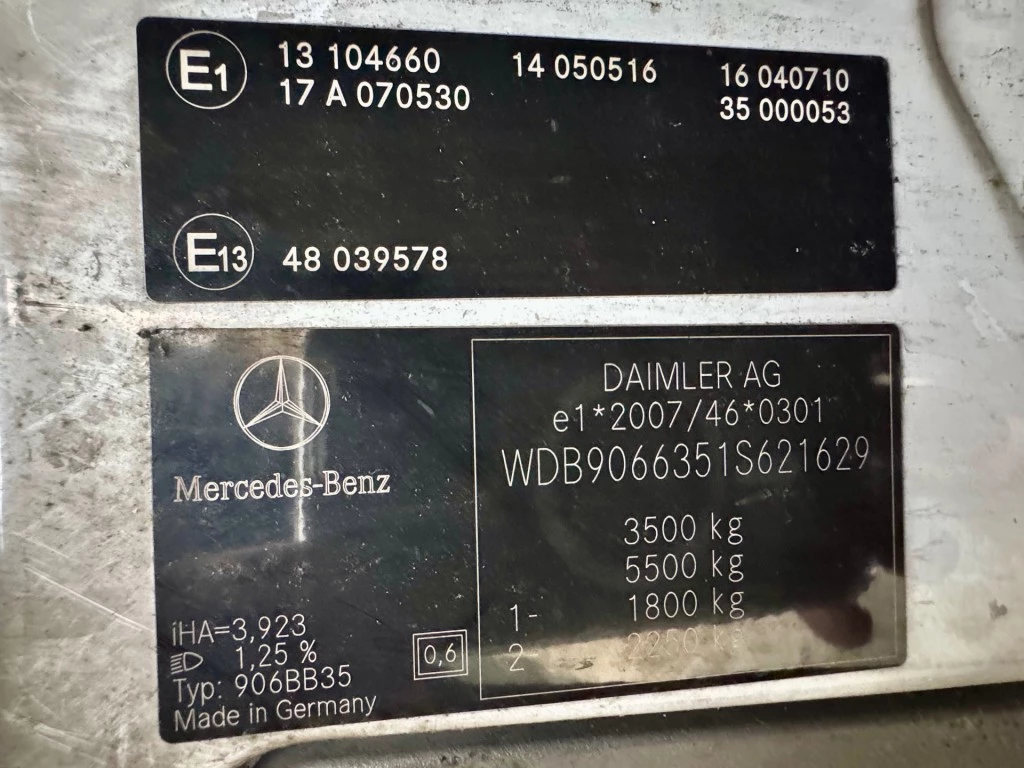 E1 13 104660 14 050516 16 040710
17 A 070530 35 000053
E13 48 039578
Mercedes-Benz
iHA=3,923
1,25 %
Typ: 906BB35
Made in Germany
0,6
DAIMLER AG
e1*2007/46*0301
WDB9066351S621629
3500 kg
5500 kg
1- 1800 kg
2- 2250 kg